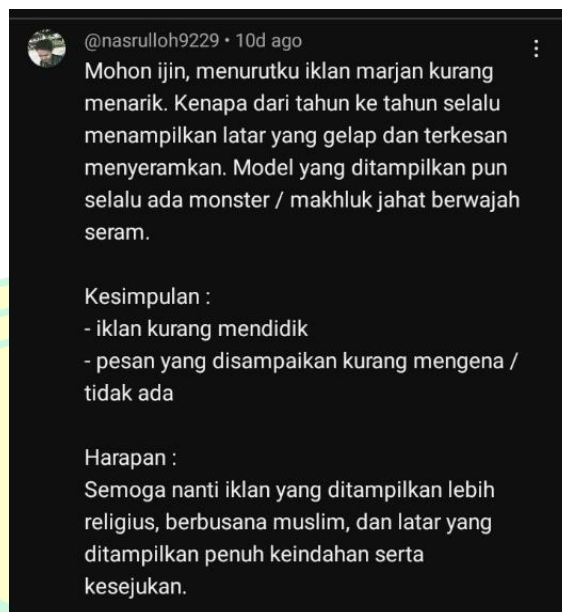 @nasrulloh9229 • 10d ago
Mohon ijin, menurutku iklan marjan kurang
menarik. Kenapa dari tahun ke tahun selalu
menampilkan latar yang gelap dan terkesan
menyeramkan. Model yang ditampilkan pun
selalu ada monster / makhluk jahat berwajah
seram.
Kesimpulan :
- iklan kurang mendidik
- pesan yang disampaikan kurang mengena /
tidak ada
Harapan :
Semoga nanti iklan yang ditampilkan lebih
religius, berbusana muslim, dan latar yang
ditampilkan penuh keindahan serta
kesejukan.